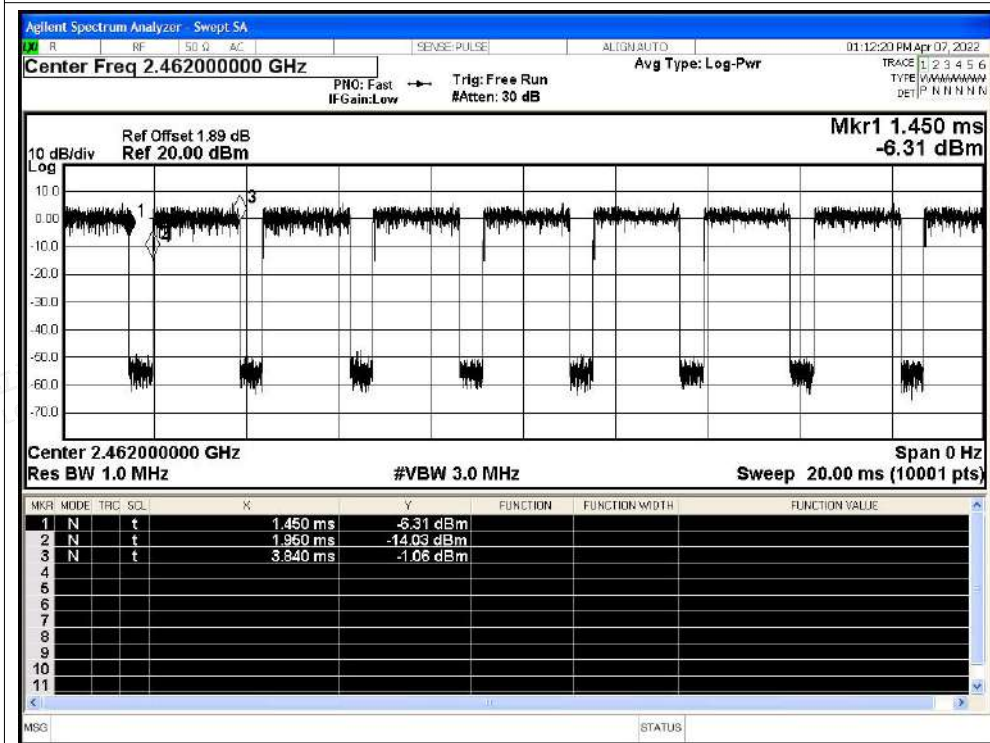 Agilent Spectrum Analyzer - Swept SA
LXI R RF 50 Ω AC SENSE:PULSE ALIGNAUTO 01:12:20 PM Apr 07, 2022
Center Freq 2.462000000 GHz
PNO: Fast
IFGain:Low
Trig: Free Run
#Atten: 30 dB
Avg Type: Log-Pwr
TRACE 1 2 3 4 5 6
TYPE
DET P N N N N N
Mkr1 1.450 ms
-6.31 dBm
Ref Offset 1.89 dB
10 dB/div Ref 20.00 dBm
Log
10.0
0.00
-10.0
-20.0
-30.0
-40.0
-50.0
-60.0
-70.0
1
2
3
Center 2.462000000 GHz Span 0 Hz
Res BW 1.0 MHz #VBW 3.0 MHz Sweep 20.00 ms (10001 pts)
MKR MODE TRC SCL X Y FUNCTION FUNCTION WIDTH FUNCTION VALUE
1 N t 1.450 ms -6.31 dBm
2 N t 1.950 ms -14.03 dBm
3 N t 3.840 ms -1.06 dBm
4
5
6
7
8
9
10
11
MSG STATUS